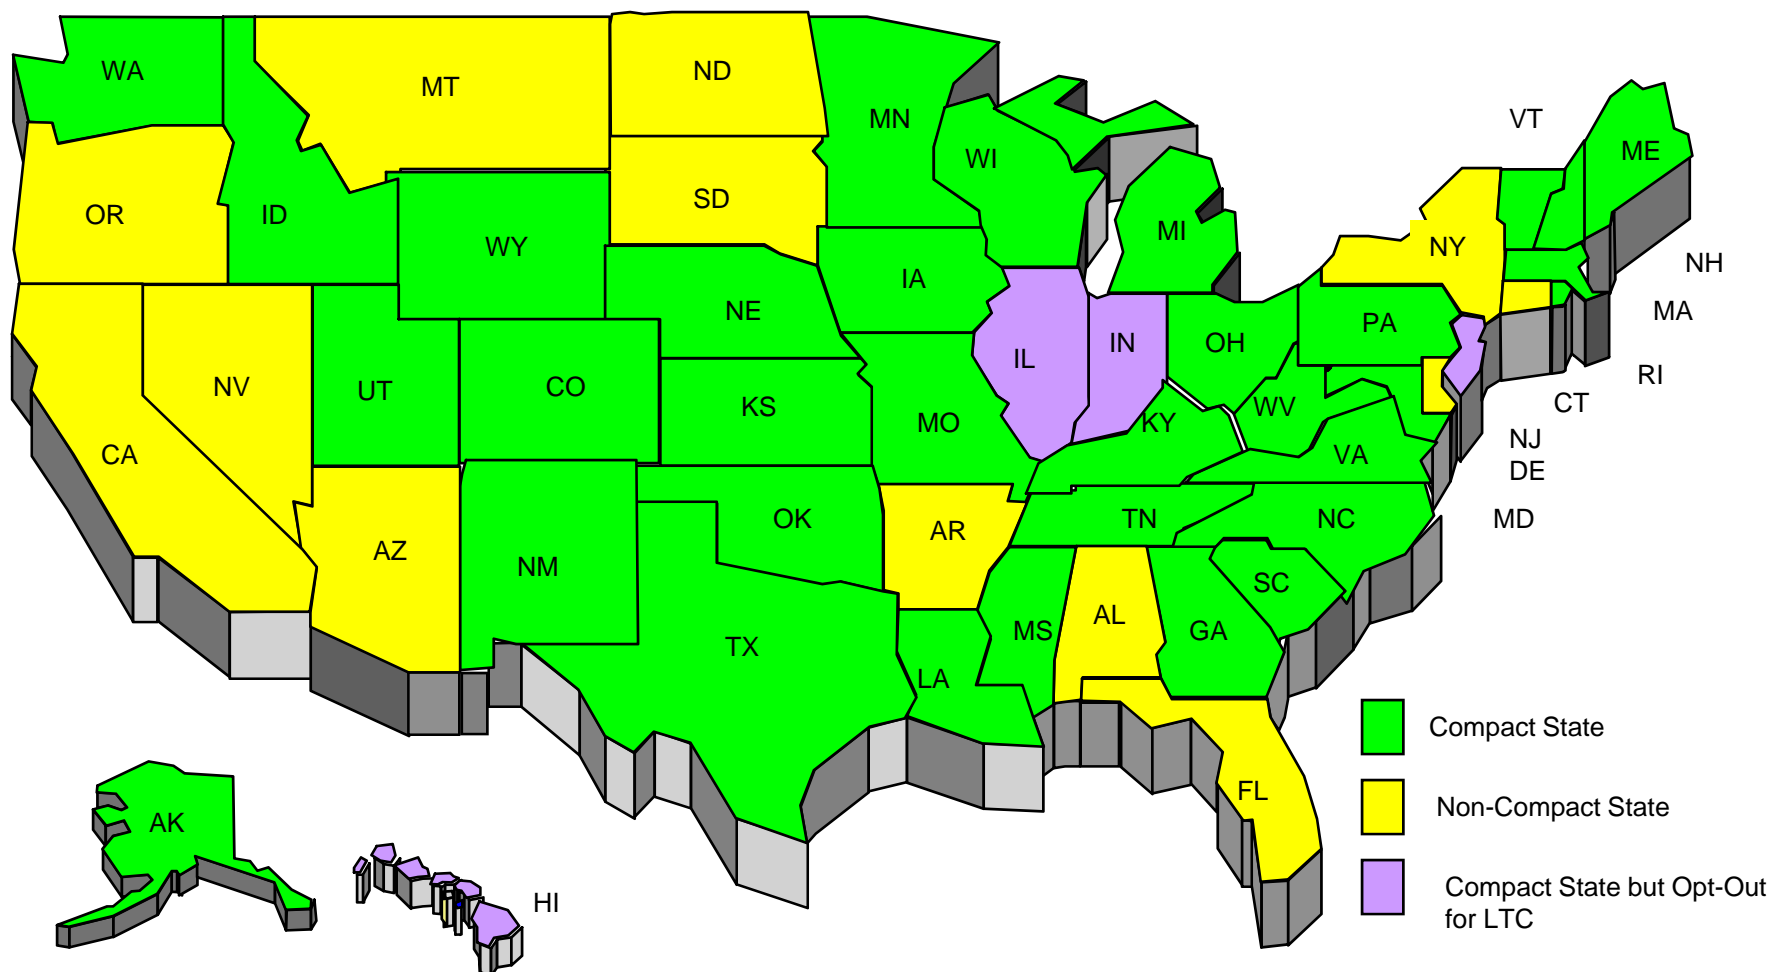 WA
MT
ND
MN
VT
ME
WI
OR
ID
SD
WY
MI
NY
NH
IA
NE
MA
PA
IL
IN
OH
NV
UT
CO
KS
RI
MO
KY
WV
CT
CA
VA
NJ
DE
OK
AR
TN
NC
MD
AZ
NM
SC
MS
AL
GA
TX
LA
FL
AK
HI
Compact State
Non-Compact State
Compact State but Opt-Out
for LTC